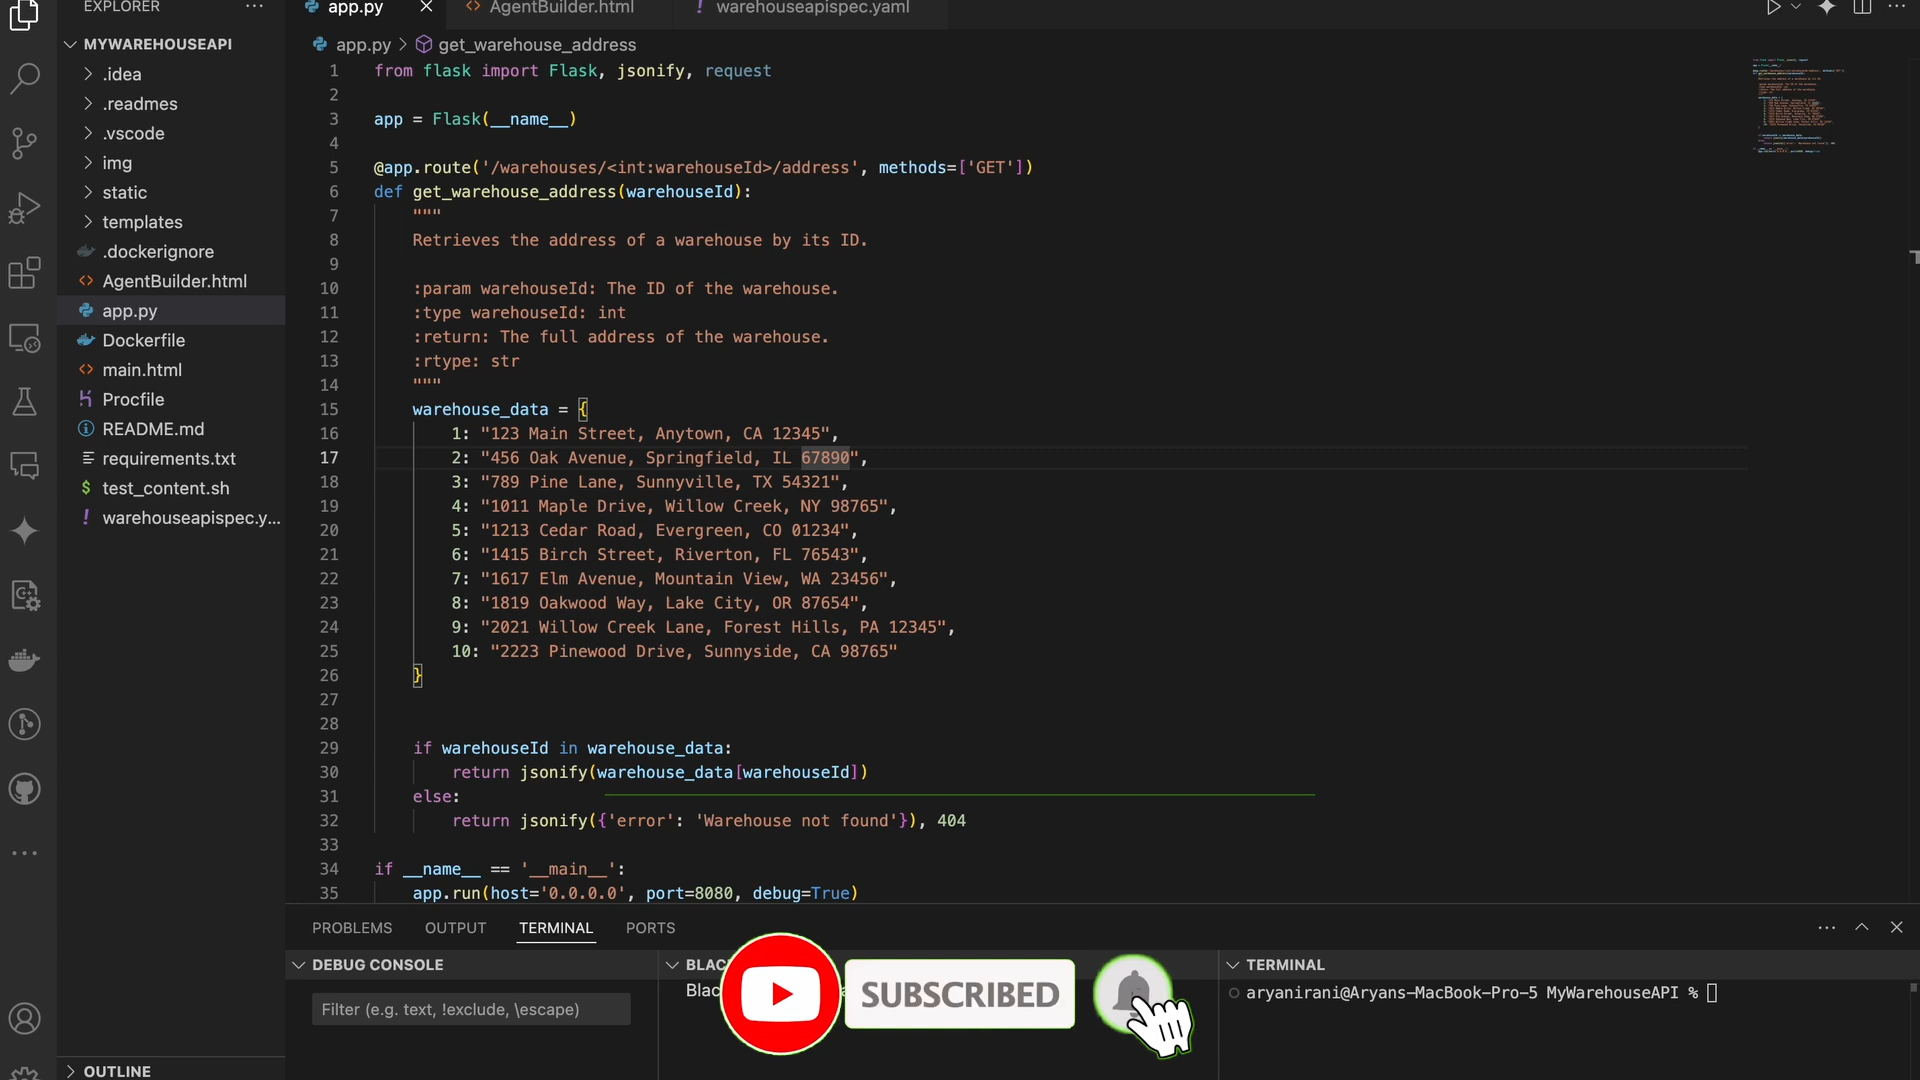 EXPLORER
MYWAREHOUSEAPI
.idea
.readmes
.vscode
img
static
templates
.dockerignore
AgentBuilder.html
app.py
Dockerfile
main.html
Procfile
README.md
requirements.txt
test_content.sh
warehouseapispec.y...
OUTLINE
app.py
AgentBuilder.html
warehouseapispec.yaml
app.py > get_warehouse_address
1 from flask import Flask, jsonify, request
2
3 app = Flask(__name__)
4
5 @app.route('/warehouses/<int:warehouseId>/address', methods=['GET'])
6 def get_warehouse_address(warehouseId):
7 """
8 Retrieves the address of a warehouse by its ID.
9
10 :param warehouseId: The ID of the warehouse.
11 :type warehouseId: int
12 :return: The full address of the warehouse.
13 :rtype: str
14 """
15 warehouse_data = {
16 1: "123 Main Street, Anytown, CA 12345",
17 2: "456 Oak Avenue, Springfield, IL 67890",
18 3: "789 Pine Lane, Sunnyville, TX 54321",
19 4: "1011 Maple Drive, Willow Creek, NY 98765",
20 5: "1213 Cedar Road, Evergreen, CO 01234",
21 6: "1415 Birch Street, Riverton, FL 76543",
22 7: "1617 Elm Avenue, Mountain View, WA 23456",
23 8: "1819 Oakwood Way, Lake City, OR 87654",
24 9: "2021 Willow Creek Lane, Forest Hills, PA 12345",
25 10: "2223 Pinewood Drive, Sunnyside, CA 98765"
26 }
27
28
29 if warehouseId in warehouse_data:
30 return jsonify(warehouse_data[warehouseId])
31 else:
32 return jsonify({'error': 'Warehouse not found'}), 404
33
34 if __name__ == '__main__':
35 app.run(host='0.0.0.0', port=8080, debug=True)
PROBLEMS OUTPUT TERMINAL PORTS
DEBUG CONSOLE
Filter (e.g. text, !exclude, \escape)
SUBSCRIBED
TERMINAL
aryanirani@Aryans-MacBook-Pro-5 MyWarehouseAPI %